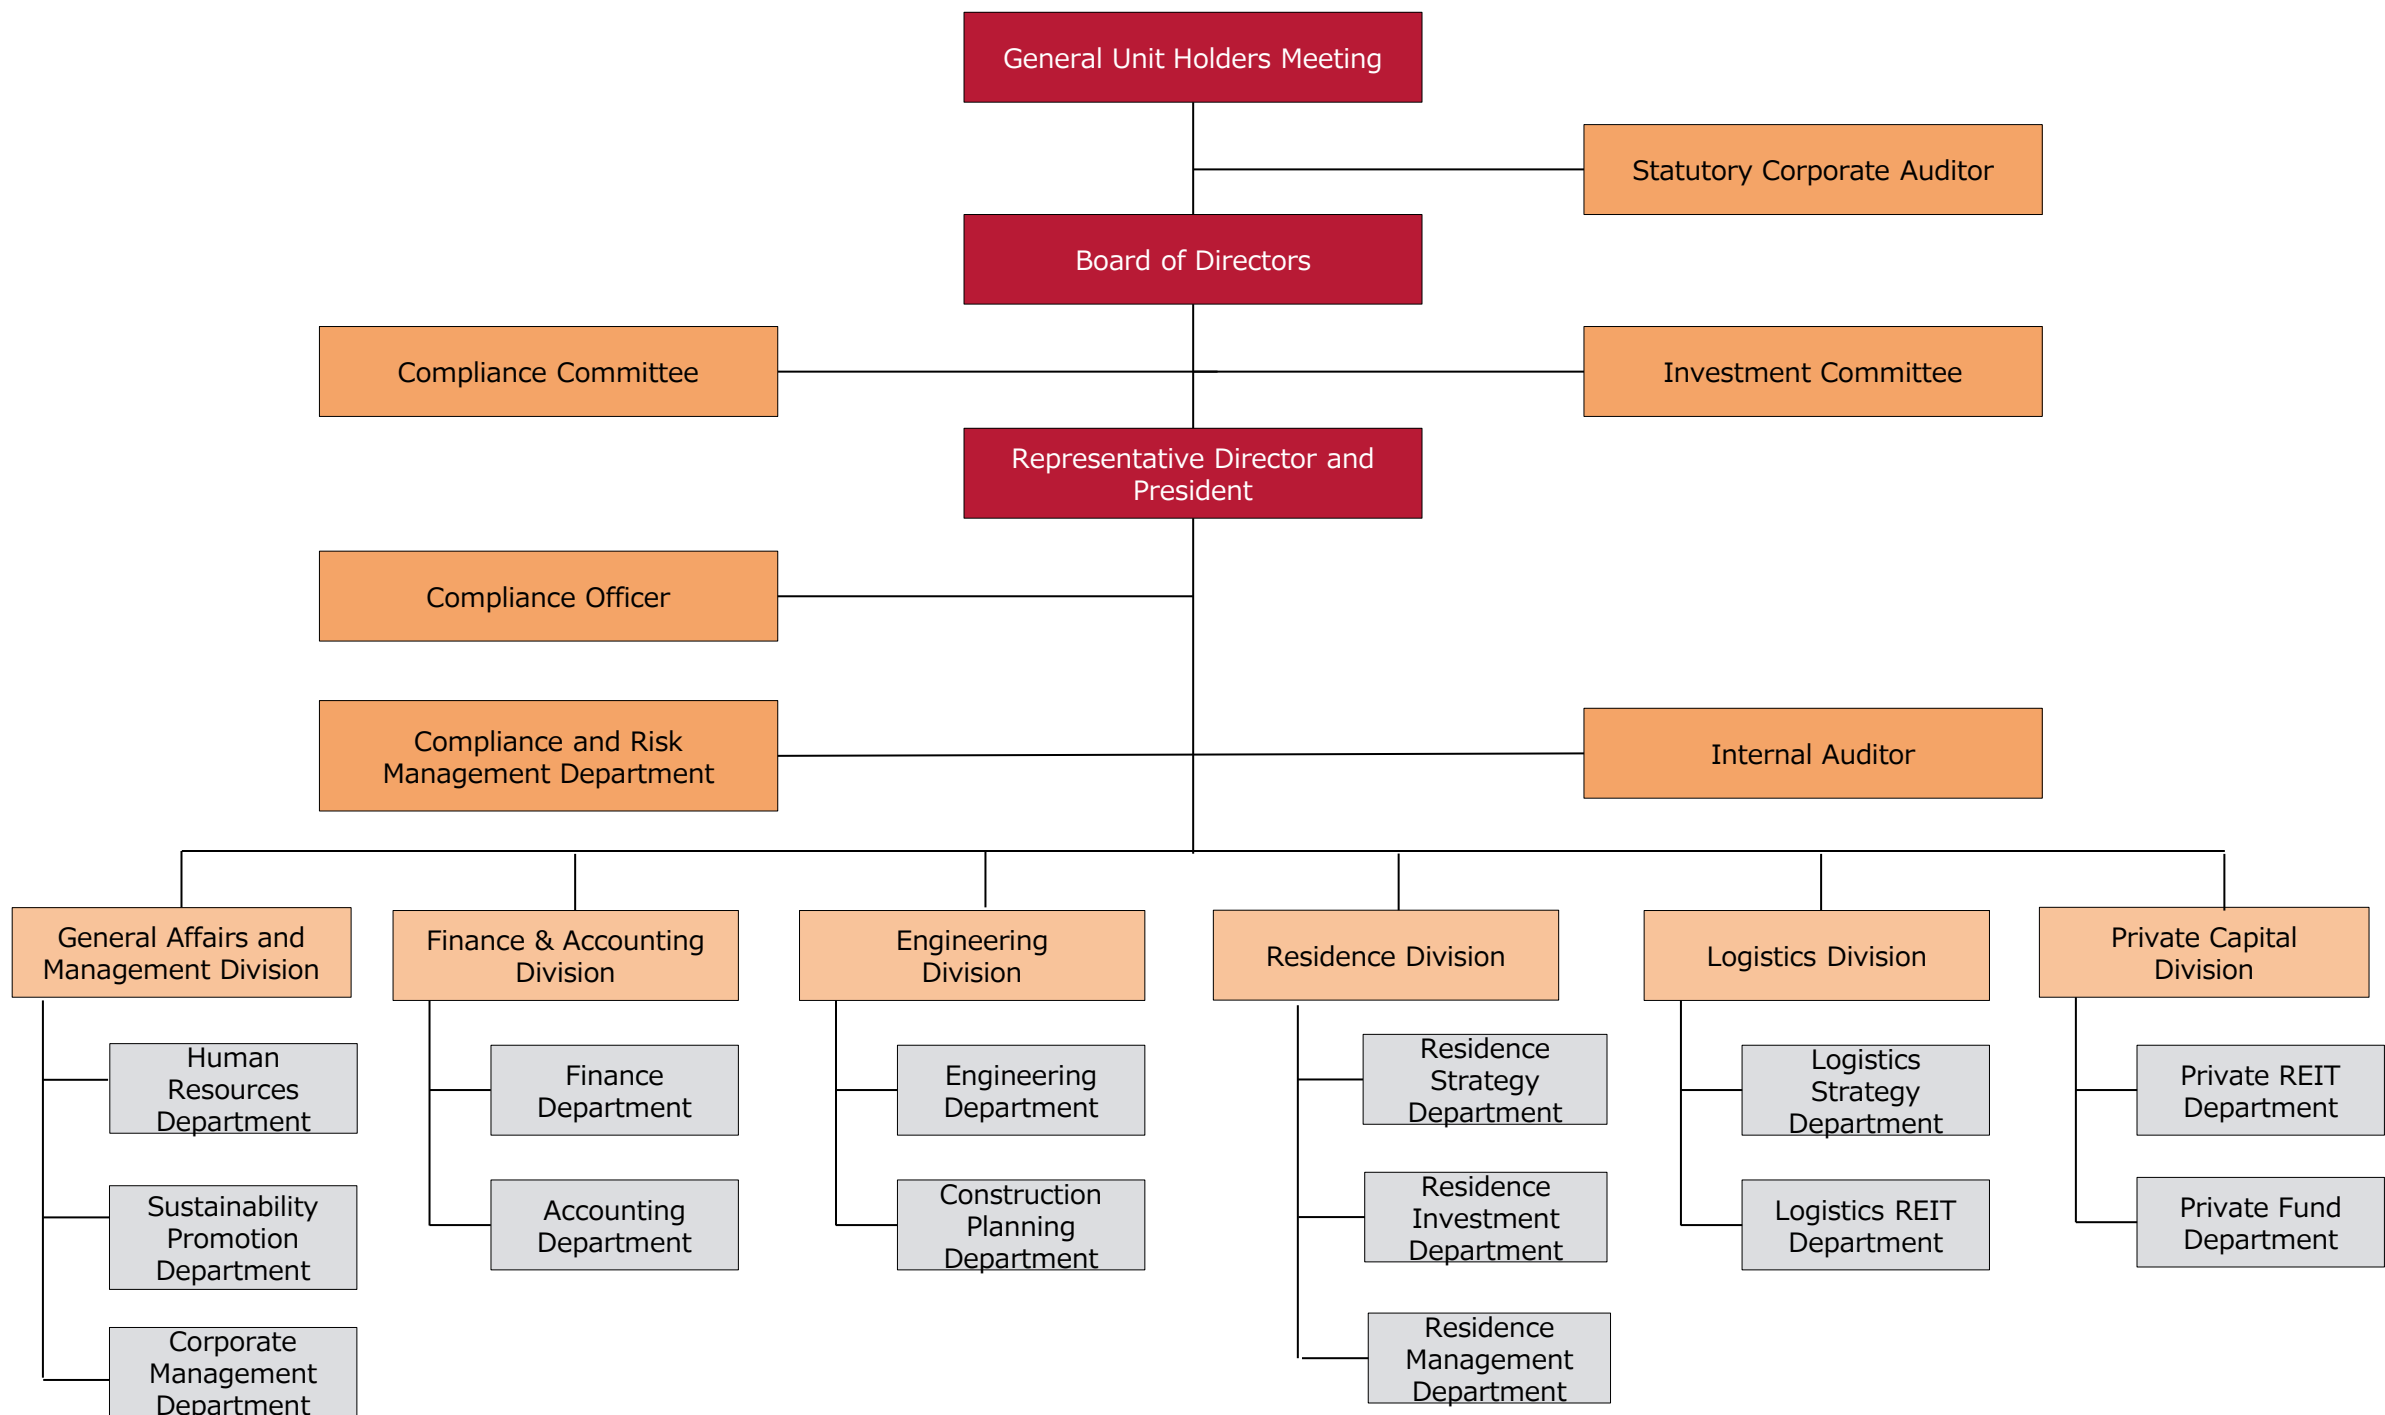 General Unit Holders Meeting
Statutory Corporate Auditor
Board of Directors
Compliance Committee
Investment Committee
Representative Director and
President
Compliance Officer
Compliance and Risk
Management Department
Internal Auditor
General Affairs and
Management Division
Finance & Accounting
Division
Engineering
Division
Residence Division
Logistics Division
Private Capital
Division
Human
Resources
Department
Sustainability
Promotion
Department
Corporate
Management
Department
Finance
Department
Accounting
Department
Engineering
Department
Construction
Planning
Department
Residence
Strategy
Department
Residence
Investment
Department
Residence
Management
Department
Logistics
Strategy
Department
Logistics REIT
Department
Private REIT
Department
Private Fund
Department